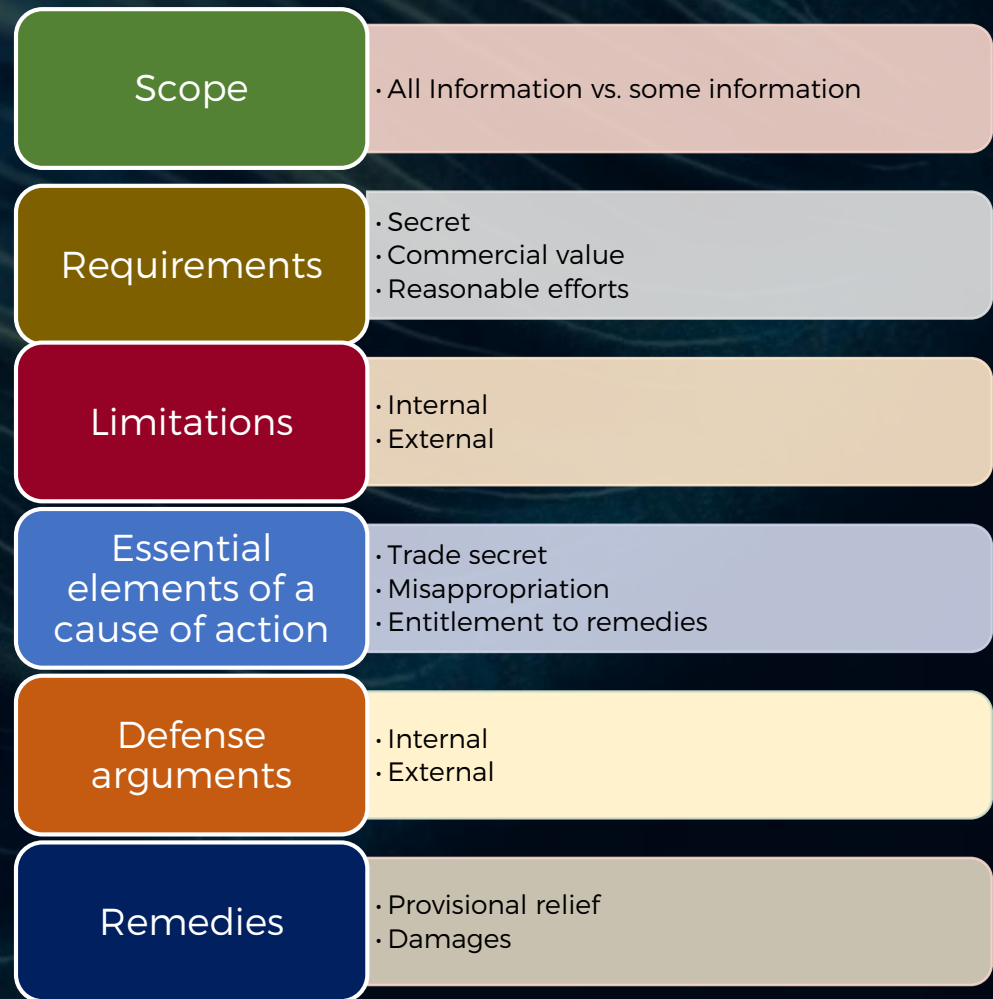 Scope
· All Information vs. some information
Requirements
· Secret
· Commercial value
· Reasonable efforts
Limitations
· Internal
· External
Essential
elements of a
cause of action
· Trade secret
· Misappropriation
· Entitlement to remedies
Defense
arguments
· Internal
· External
Remedies
· Provisional relief
· Damages